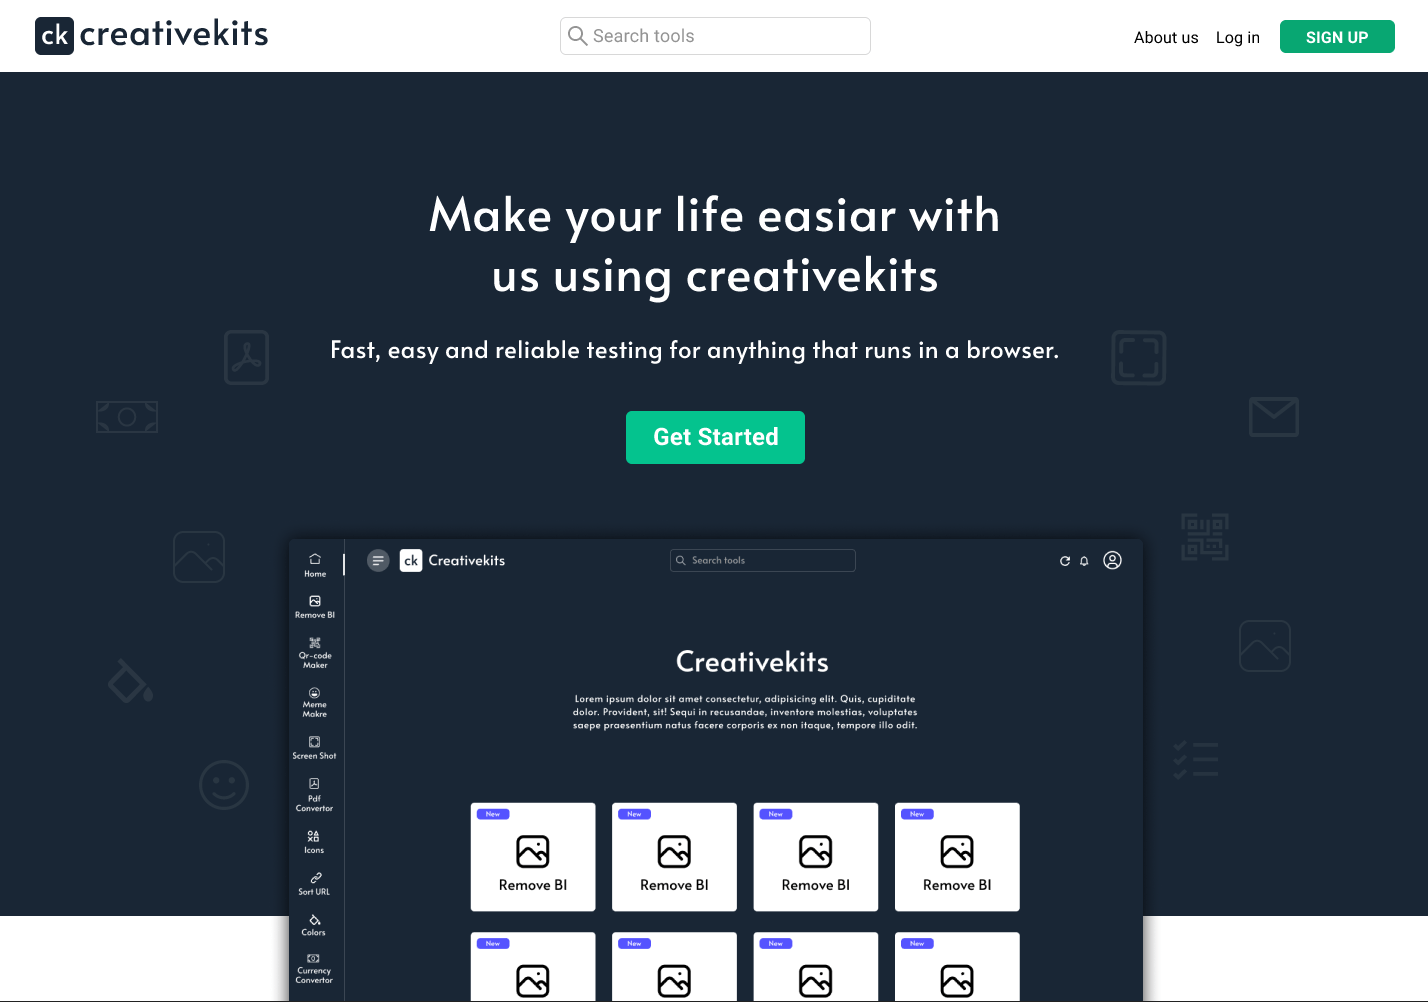 ck creativekits
Search tools
About us Log in SIGN UP
Make your life easiar with
us using creativekits
Fast, easy and reliable testing for anything that runs in a browser.
Get Started
ck Creativekits
Search tools
Home
Remove BI
Qr-code
Maker
Meme
Makre
Screen Shot
Pdf
Convertor
Icons
Sort URL
Colors
Currency
Convertor
Creativekits
Lorem ipsum dolor sit amet consectetur, adipisicing elit. Quis, cupiditate
dolor. Provident, sit! Sequi in recusandae, inventore molestias, voluptates
saepe praesentium natus facere corporis ex non itaque, tempore illo odit.
New New New New
Remove BI Remove BI Remove BI Remove BI
New New New New